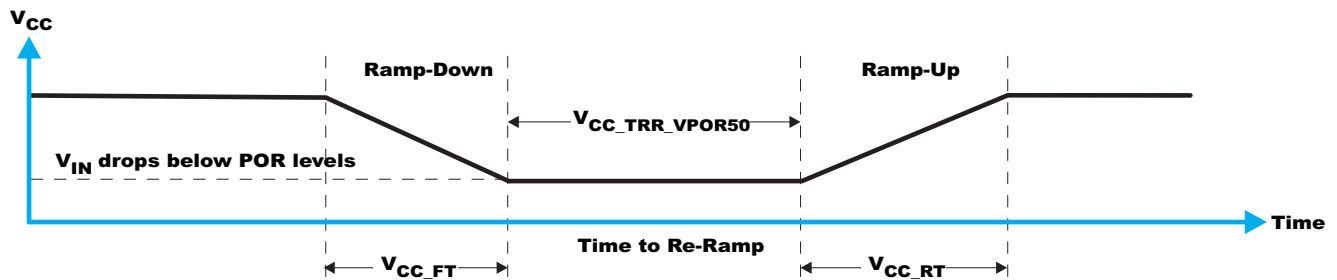 VCC
Ramp-Down
Ramp-Up
VCC_TRR_VPOR50
VIN drops below POR levels
Time
Time to Re-Ramp
VCC_FT
VCC_RT